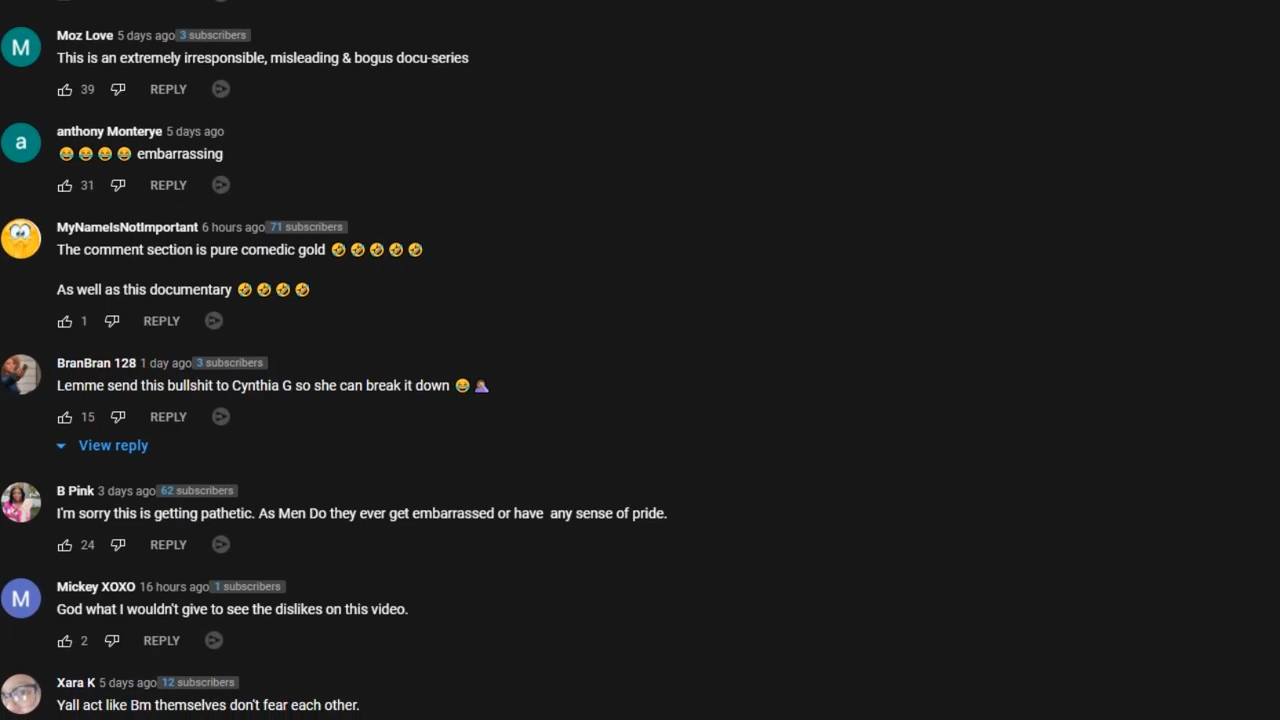 Moz Love 5 days ago 3 subscribers
This is an extremely irresponsible, misleading & bogus docu-series
39 REPLY
a
anthony Monterye 5 days ago
😂 😂 😂 😂 embarrassing
31 REPLY
MyNameIsNotImportant 6 hours ago 71 subscribers
The comment section is pure comedic gold 🤣 🤣 🤣 🤣 🤣
As well as this documentary 🤣 🤣 🤣 🤣
1 REPLY
BranBran 128 1 day ago 3 subscribers
Lemme send this bullshit to Cynthia G so she can break it down 😂 🤦🏽‍♀️
15 REPLY
View reply
B Pink 3 days ago 62 subscribers
I'm sorry this is getting pathetic. As Men Do they ever get embarrassed or have any sense of pride.
24 REPLY
M
Mickey XOXO 16 hours ago 1 subscribers
God what I wouldn't give to see the dislikes on this video.
2 REPLY
Xara K 5 days ago 12 subscribers
Yall act like Bm themselves don't fear each other.